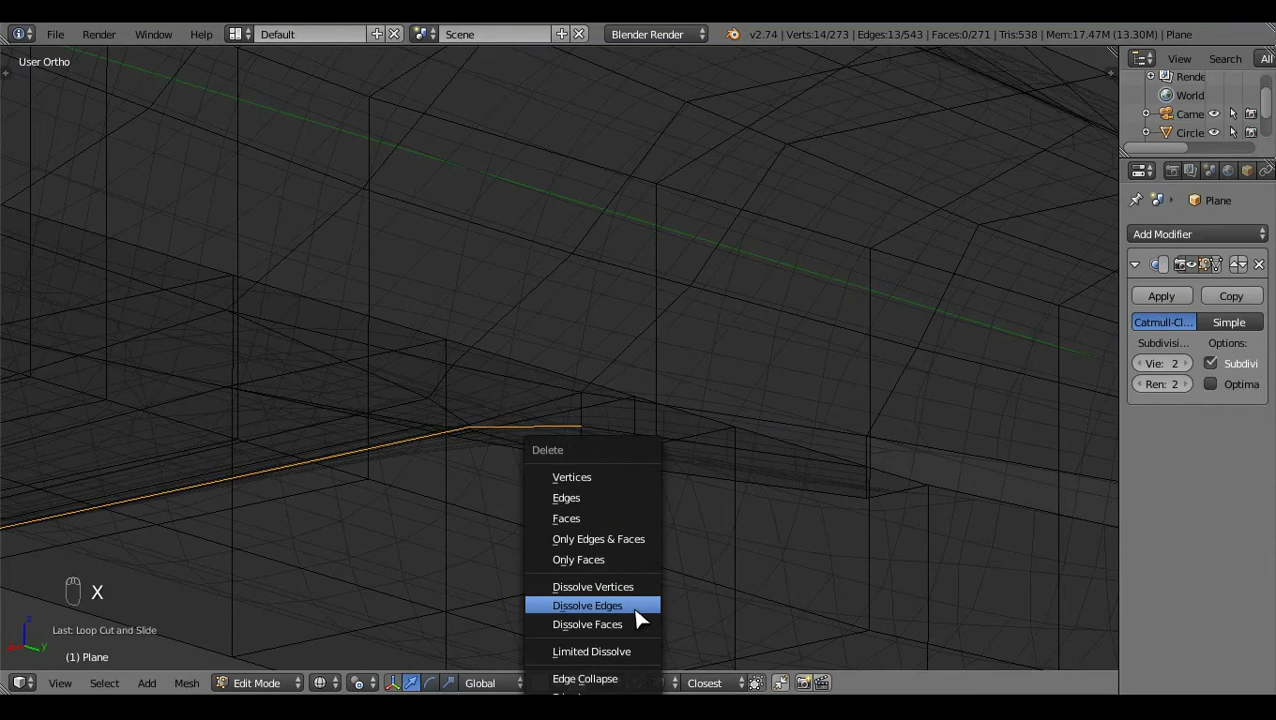 File Render Window Help Default Scene Blender Render v2.74 | Verts:14/273 | Edges:13/543 | Faces:0/271 | Tris:538 | Mem:17.47M (13.30M) | Plane
User Ortho
View Search All
Rende
World
Came
Circle
Plane
Add Modifier
Apply Copy
Catmull-Cl... Simple
Subdivisi... Options:
Vie: 2 Subdivi
Ren: 2 Optima
Delete
Vertices
Edges
Faces
Only Edges & Faces
Only Faces
Dissolve Vertices
Dissolve Edges
Dissolve Faces
Limited Dissolve
Edge Collapse
X
Last: Loop Cut and Slide
(1) Plane
View Select Add Mesh Edit Mode Global Closest